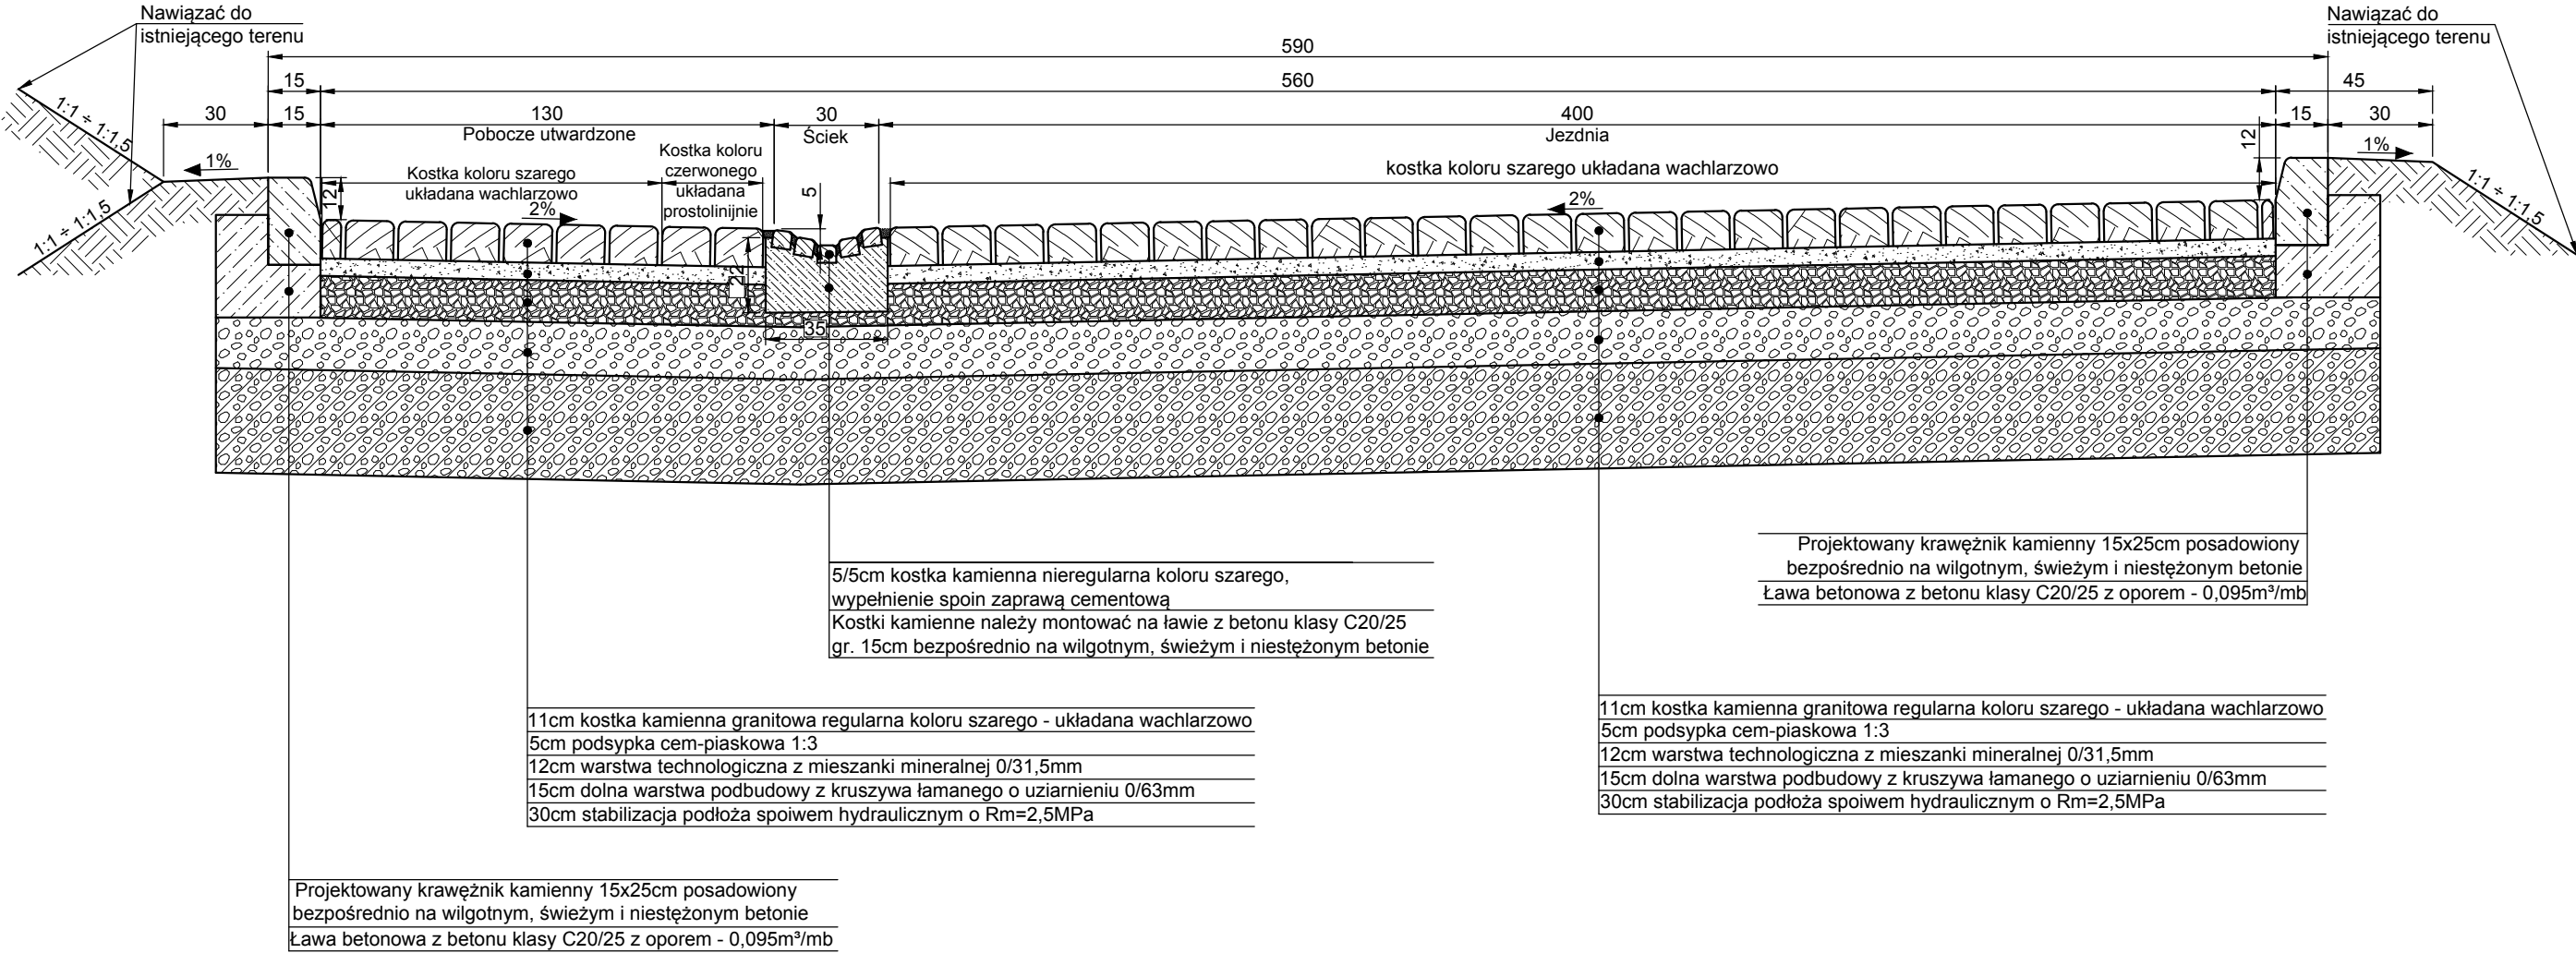 Nawiązać do
istniejącego terenu
Nawiązać do
istniejącego terenu
590
15
560
45
30
15
130
30
400
15
30
Pobocze utwardzone
Ściek
Jezdnia
1:1 ÷ 1:1,5
1:1 ÷ 1:1,5
1%
12
Kostka koloru szarego
układana wachlarzowo
2%
Kostka koloru
czerwonego
układana
prostolinijnie
5
22
35
kostka koloru szarego układana wachlarzowo
2%
12
1%
1:1 ÷ 1:1,5
5/5cm kostka kamienna nieregularna koloru szarego,
wypełnienie spoin zaprawą cementową
Kostki kamienne należy montować na ławie z betonu klasy C20/25
gr. 15cm bezpośrednio na wilgotnym, świeżym i niestężonym betonie
Projektowany krawężnik kamienny 15x25cm posadowiony
bezpośrednio na wilgotnym, świeżym i niestężonym betonie
Ława betonowa z betonu klasy C20/25 z oporem - 0,095m³/mb
11cm kostka kamienna granitowa regularna koloru szarego - układana wachlarzowo
5cm podsypka cem-piaskowa 1:3
12cm warstwa technologiczna z mieszanki mineralnej 0/31,5mm
15cm dolna warstwa podbudowy z kruszywa łamanego o uziarnieniu 0/63mm
30cm stabilizacja podłoża spoiwem hydraulicznym o Rm=2,5MPa
11cm kostka kamienna granitowa regularna koloru szarego - układana wachlarzowo
5cm podsypka cem-piaskowa 1:3
12cm warstwa technologiczna z mieszanki mineralnej 0/31,5mm
15cm dolna warstwa podbudowy z kruszywa łamanego o uziarnieniu 0/63mm
30cm stabilizacja podłoża spoiwem hydraulicznym o Rm=2,5MPa
Projektowany krawężnik kamienny 15x25cm posadowiony
bezpośrednio na wilgotnym, świeżym i niestężonym betonie
Ława betonowa z betonu klasy C20/25 z oporem - 0,095m³/mb